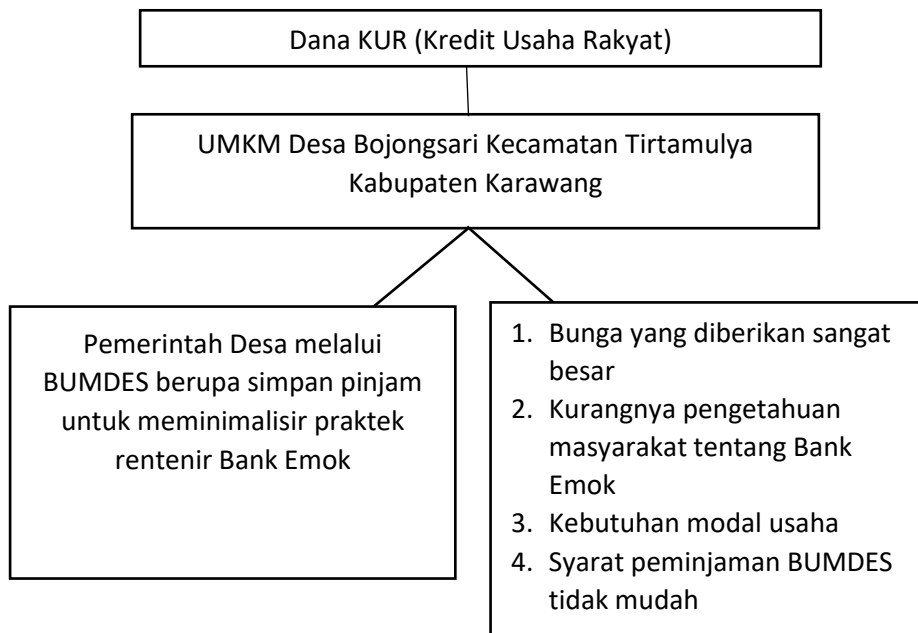 Dana KUR (Kredit Usaha Rakyat)
UMKM Desa Bojongsari Kecamatan Tirtamulya
Kabupaten Karawang
Pemerintah Desa melalui
BUMDES berupa simpan pinjam
untuk meminimalisir praktek
rentenir Bank Emok
1. Bunga yang diberikan sangat
besar
2. Kurangnya pengetahuan
masyarakat tentang Bank
Emok
3. Kebutuhan modal usaha
4. Syarat peminjaman BUMDES
tidak mudah